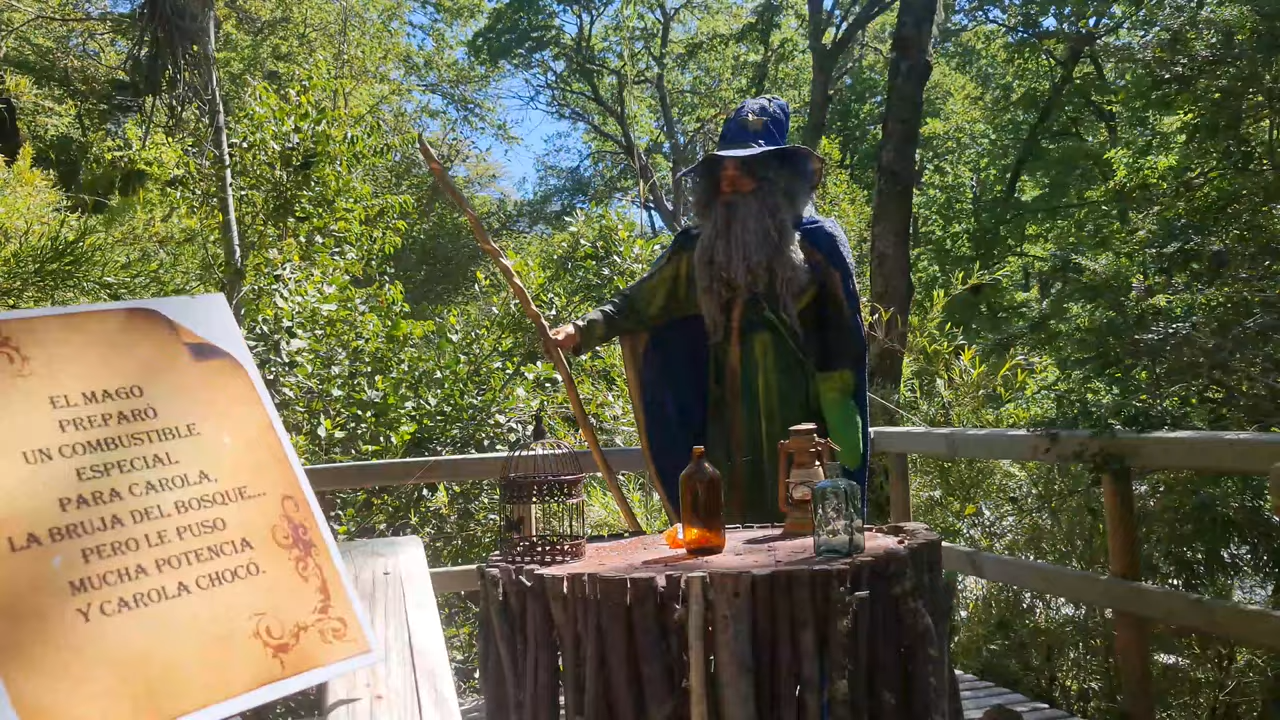 EL MAGO
PREPARÓ
UN COMBUSTIBLE
ESPECIAL
PARA CAROLA,
LA BRUJA DEL BOSQUE...
PERO LE PUSO
MUCHA POTENCIA
Y CAROLA CHOCÓ.